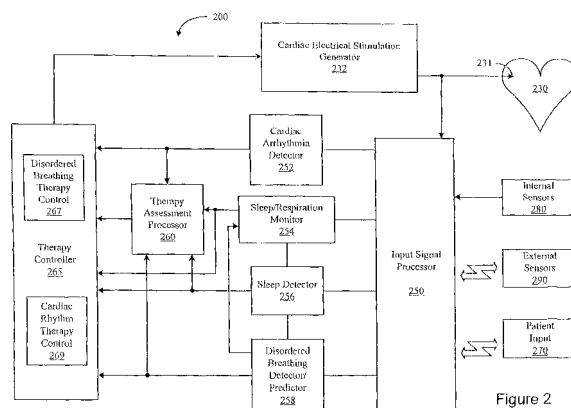 200
Cardiac Electrical Stimulation
Generator
232
231
230
Cardiac
Arrhythmia
Detector
252
Disordered
Breathing
Therapy
Control
267
Therapy
Assessment
Processor
260
Sleep/Respiration
Monitor
254
Internal
Sensors
280
Therapy
Controller
265
Input Signal
Processor
250
External
Sensors
290
Sleep Detector
256
Cardiac
Rhythm
Therapy
Control
269
Patient
Input
270
Disordered
Breathing
Detector/
Predictor
258
Figure 2